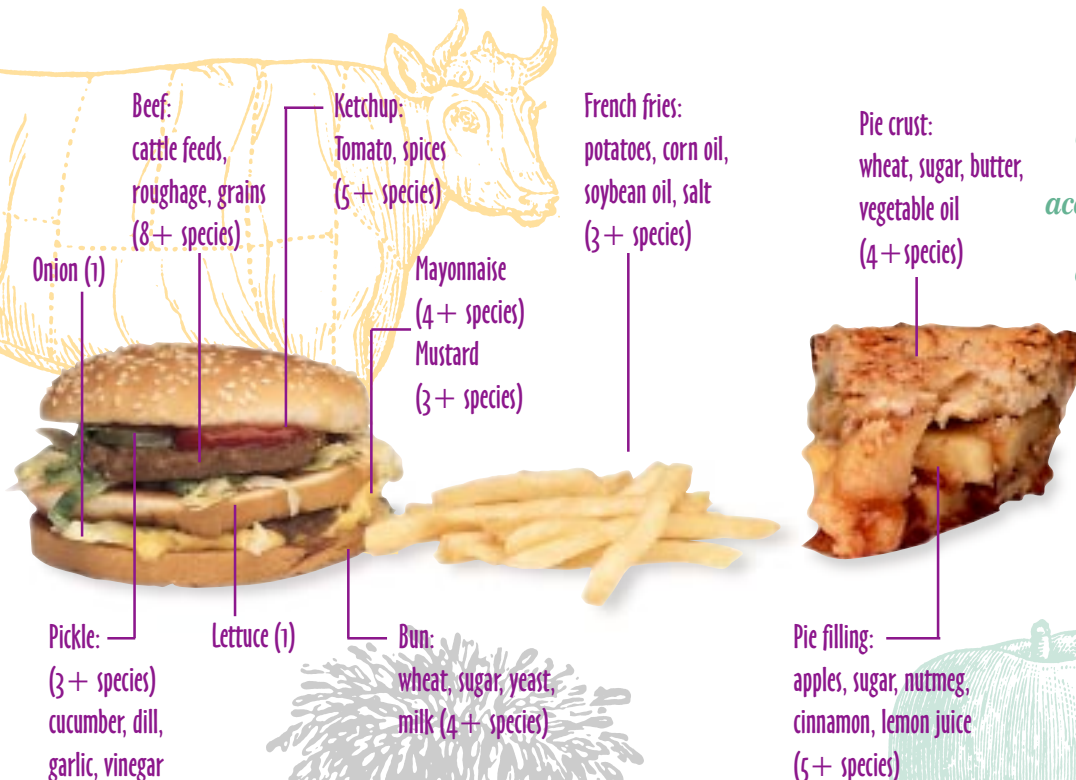 Beef:
cattle feeds,
roughage, grains
(8+ species)
Ketchup:
Tomato, spices
(5+ species)
French fries:
potatoes, corn oil,
soybean oil, salt
(3+ species)
Pie crust:
wheat, sugar, butter,
vegetable oil
(4+species)
Onion (1)
Mayonnaise
(4+ species)
Mustard
(3+ species)
Pickle:
(3+ species)
cucumber, dill,
garlic, vinegar
Lettuce (1)
Bun:
wheat, sugar, yeast,
milk (4+ species)
Pie filling:
apples, sugar, nutmeg,
cinnamon, lemon juice
(5+ species)